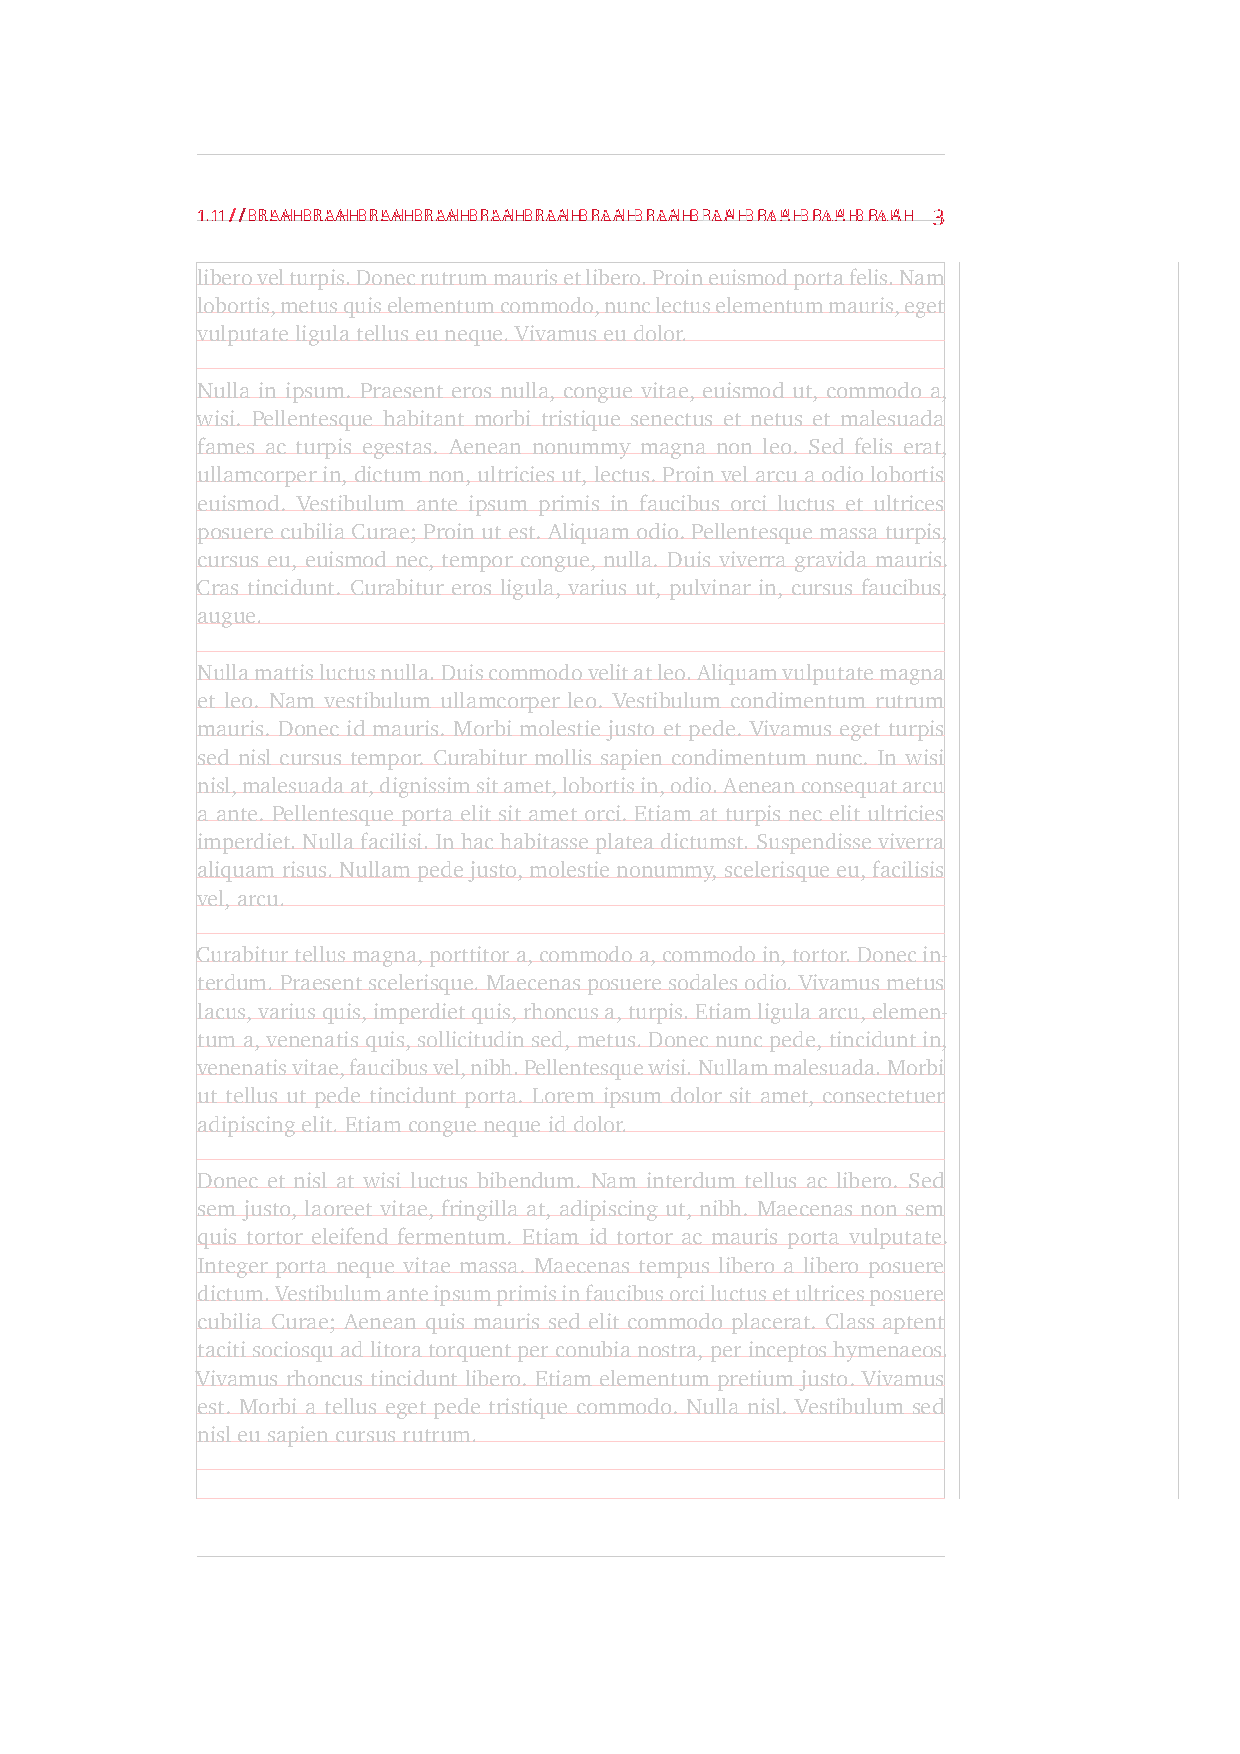 1.11 // BRAAHBRAAHBRAAHBRAAHBRAAHBRAAHBRAAHBRAAHBRAAHBRAAHBRAAHBRAAH 3
libero vel turpis. Donec rutrum mauris et libero. Proin euismod porta felis. Nam
lobortis, metus quis elementum commodo, nunc lectus elementum mauris, eget
vulputate ligula tellus eu neque. Vivamus eu dolor.
Nulla in ipsum. Praesent eros nulla, congue vitae, euismod ut, commodo a,
wisi. Pellentesque habitant morbi tristique senectus et netus et malesuada
fames ac turpis egestas. Aenean nonummy magna non leo. Sed felis erat,
ullamcorper in, dictum non, ultricies ut, lectus. Proin vel arcu a odio lobortis
euismod. Vestibulum ante ipsum primis in faucibus orci luctus et ultrices
posuere cubilia Curae; Proin ut est. Aliquam odio. Pellentesque massa turpis,
cursus eu, euismod nec, tempor congue, nulla. Duis viverra gravida mauris.
Cras tincidunt. Curabitur eros ligula, varius ut, pulvinar in, cursus faucibus,
augue.
Nulla mattis luctus nulla. Duis commodo velit at leo. Aliquam vulputate magna
et leo. Nam vestibulum ullamcorper leo. Vestibulum condimentum rutrum
mauris. Donec id mauris. Morbi molestie justo et pede. Vivamus eget turpis
sed nisl cursus tempor. Curabitur mollis sapien condimentum nunc. In wisi
nisl, malesuada at, dignissim sit amet, lobortis in, odio. Aenean consequat arcu
a ante. Pellentesque porta elit sit amet orci. Etiam at turpis nec elit ultricies
imperdiet. Nulla facilisi. In hac habitasse platea dictumst. Suspendisse viverra
aliquam risus. Nullam pede justo, molestie nonummy, scelerisque eu, facilisis
vel, arcu.
Curabitur tellus magna, porttitor a, commodo a, commodo in, tortor. Donec in-
terdum. Praesent scelerisque. Maecenas posuere sodales odio. Vivamus metus
lacus, varius quis, imperdiet quis, rhoncus a, turpis. Etiam ligula arcu, elemen-
tum a, venenatis quis, sollicitudin sed, metus. Donec nunc pede, tincidunt in,
venenatis vitae, faucibus vel, nibh. Pellentesque wisi. Nullam malesuada. Morbi
ut tellus ut pede tincidunt porta. Lorem ipsum dolor sit amet, consectetuer
adipiscing elit. Etiam congue neque id dolor.
Donec et nisl at wisi luctus bibendum. Nam interdum tellus ac libero. Sed
sem justo, laoreet vitae, fringilla at, adipiscing ut, nibh. Maecenas non sem
quis tortor eleifend fermentum. Etiam id tortor ac mauris porta vulputate.
Integer porta neque vitae massa. Maecenas tempus libero a libero posuere
dictum. Vestibulum ante ipsum primis in faucibus orci luctus et ultrices posuere
cubilia Curae; Aenean quis mauris sed elit commodo placerat. Class aptent
taciti sociosqu ad litora torquent per conubia nostra, per inceptos hymenaeos.
Vivamus rhoncus tincidunt libero. Etiam elementum pretium justo. Vivamus
est. Morbi a tellus eget pede tristique commodo. Nulla nisl. Vestibulum sed
nisl eu sapien cursus rutrum.